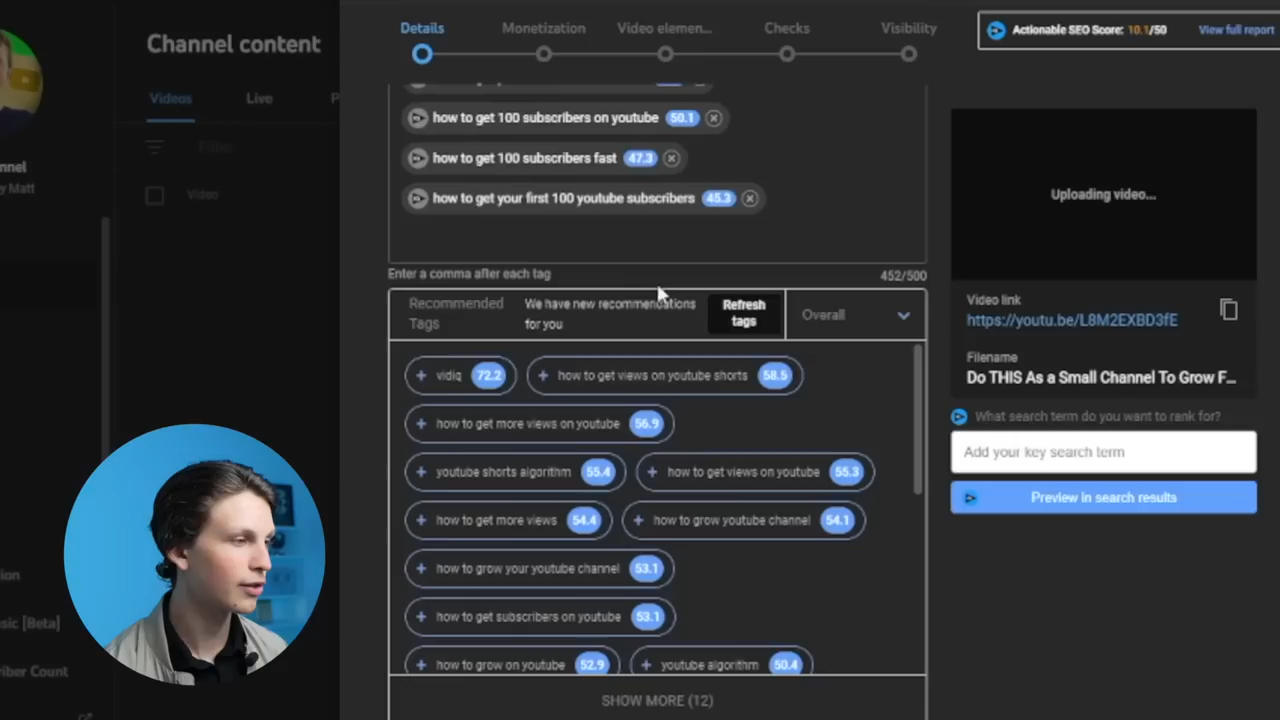 Details
Monetization
Video elemen...
Checks
Visibility
Actionable SEO Score: 10.1/50
View full report
Channel content
Videos
Live
P
Filter
Video
nnel
y Matt
how to get 100 subscribers on youtube 50.1
how to get 100 subscribers fast 47.3
how to get your first 100 youtube subscribers 45.3
Enter a comma after each tag
452/500
Recommended
Tags
We have new recommendations
for you
Refresh
tags
Overall
vidiq 72.2
how to get views on youtube shorts 58.5
how to get more views on youtube 56.9
youtube shorts algorithm 55.4
how to get views on youtube 55.3
how to get more views 54.4
how to grow youtube channel 54.1
how to grow your youtube channel 53.1
how to get subscribers on youtube 53.1
how to grow on youtube 52.9
youtube algorithm 50.4
SHOW MORE (12)
Uploading video...
Video link
https://youtu.be/L8M2EXBD3fE
Filename
Do THIS As a Small Channel To Grow F...
What search term do you want to rank for?
Add your key search term
Preview in search results
ion
sic [Beta]
riber Count